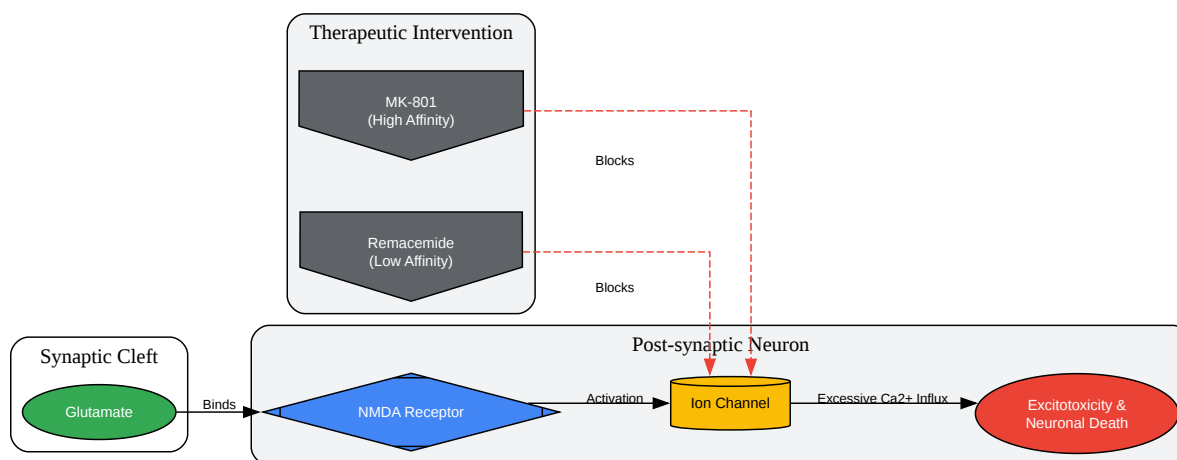 Therapeutic Intervention
MK-801
(High Affinity)
Blocks
Remacemide
(Low Affinity)
Blocks
Synaptic Cleft
Post-synaptic Neuron
Glutamate
Binds
NMDA Receptor
Activation
Ion Channel
Excessive Ca2+ Influx
Excitotoxicity &
Neuronal Death